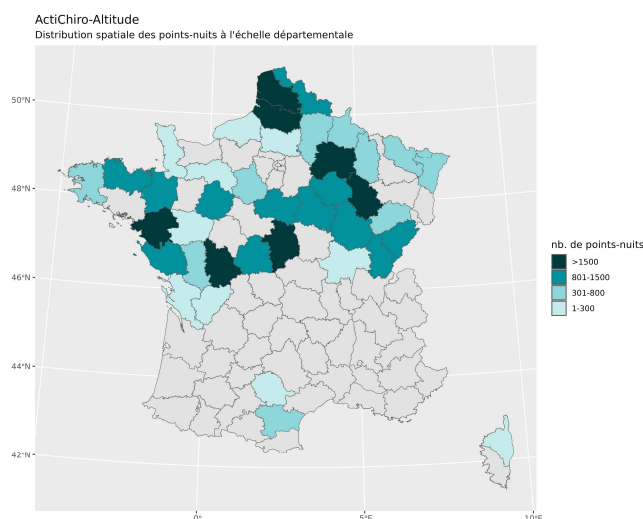 ActiChiro-Altitude
Distribution spatiale des points-nuits à l'échelle départementale
50°N
48°N
46°N
44°N
42°N
0°
5°E
10°E
nb. de points-nuits
>1500
801-1500
301-800
1-300